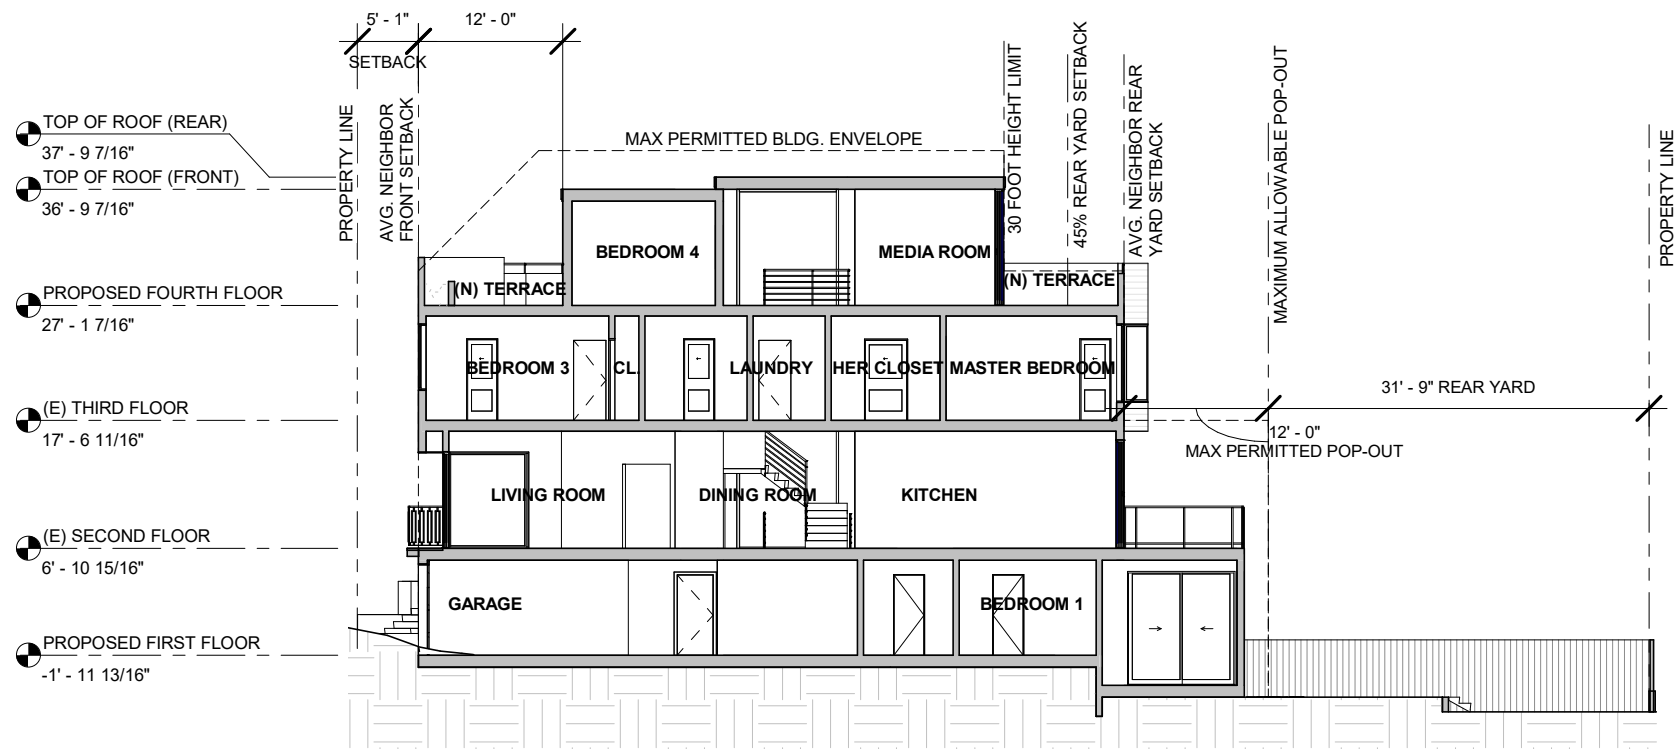 5' - 1"
12' - 0"
SETBACK
PROPERTY LINE
AVG. NEIGHBOR
FRONT SETBACK
MAX PERMITTED BLDG. ENVELOPE
30 FOOT HEIGHT LIMIT
45% REAR YARD SETBACK
AVG. NEIGHBOR REAR
YARD SETBACK
MAXIMUM ALLOWABLE POP-OUT
PROPERTY LINE
TOP OF ROOF (REAR)
37' - 9 7/16"
TOP OF ROOF (FRONT)
36' - 9 7/16"
BEDROOM 4
MEDIA ROOM
(N) TERRACE
(N) TERRACE
PROPOSED FOURTH FLOOR
27' - 1 7/16"
BEDROOM 3
CL.
LAUNDRY
HER CLOSET
MASTER BEDROOM
31' - 9" REAR YARD
(E) THIRD FLOOR
17' - 6 11/16"
12' - 0"
MAX PERMITTED POP-OUT
LIVING ROOM
DINING ROOM
KITCHEN
(E) SECOND FLOOR
6' - 10 15/16"
GARAGE
BEDROOM 1
PROPOSED FIRST FLOOR
-1' - 11 13/16"